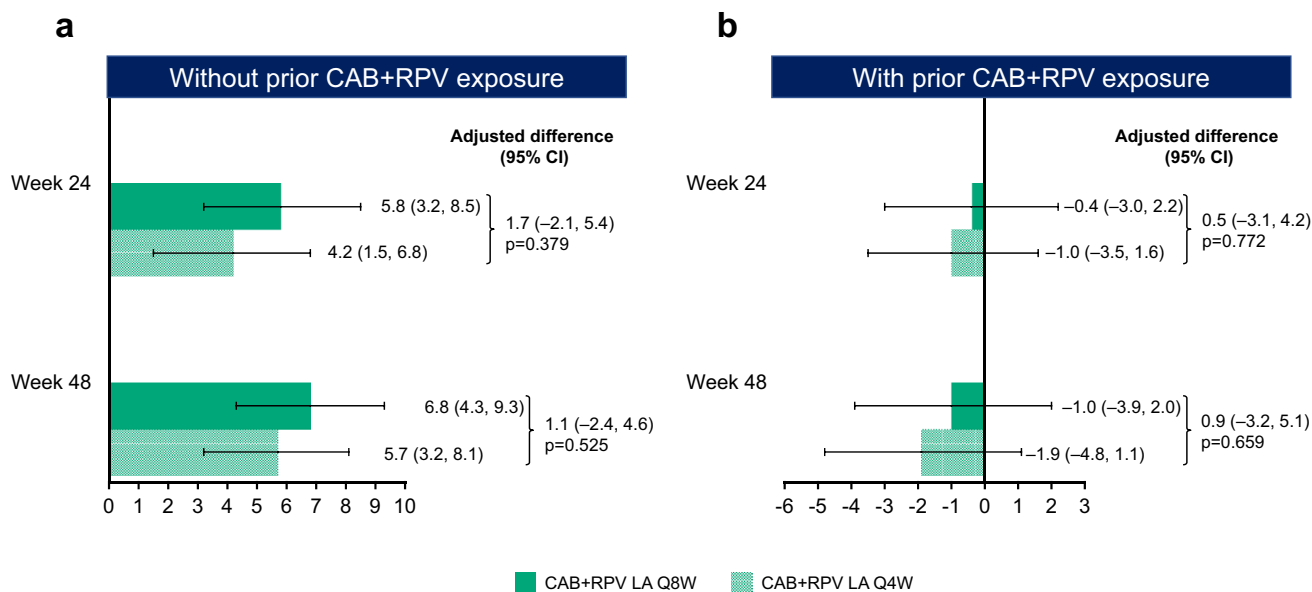 a
Without prior CAB+RPV exposure
Adjusted difference
(95% CI)
Week 24
5.8 (3.2, 8.5)
4.2 (1.5, 6.8)
1.7 (–2.1, 5.4)
p=0.379
Week 48
6.8 (4.3, 9.3)
5.7 (3.2, 8.1)
1.1 (–2.4, 4.6)
p=0.525
0 1 2 3 4 5 6 7 8 9 10
b
With prior CAB+RPV exposure
Adjusted difference
(95% CI)
Week 24
–0.4 (–3.0, 2.2)
–1.0 (–3.5, 1.6)
0.5 (–3.1, 4.2)
p=0.772
Week 48
–1.0 (–3.9, 2.0)
–1.9 (–4.8, 1.1)
0.9 (–3.2, 5.1)
p=0.659
-6 -5 -4 -3 -2 -1 0 1 2 3
CAB+RPV LA Q8W
CAB+RPV LA Q4W